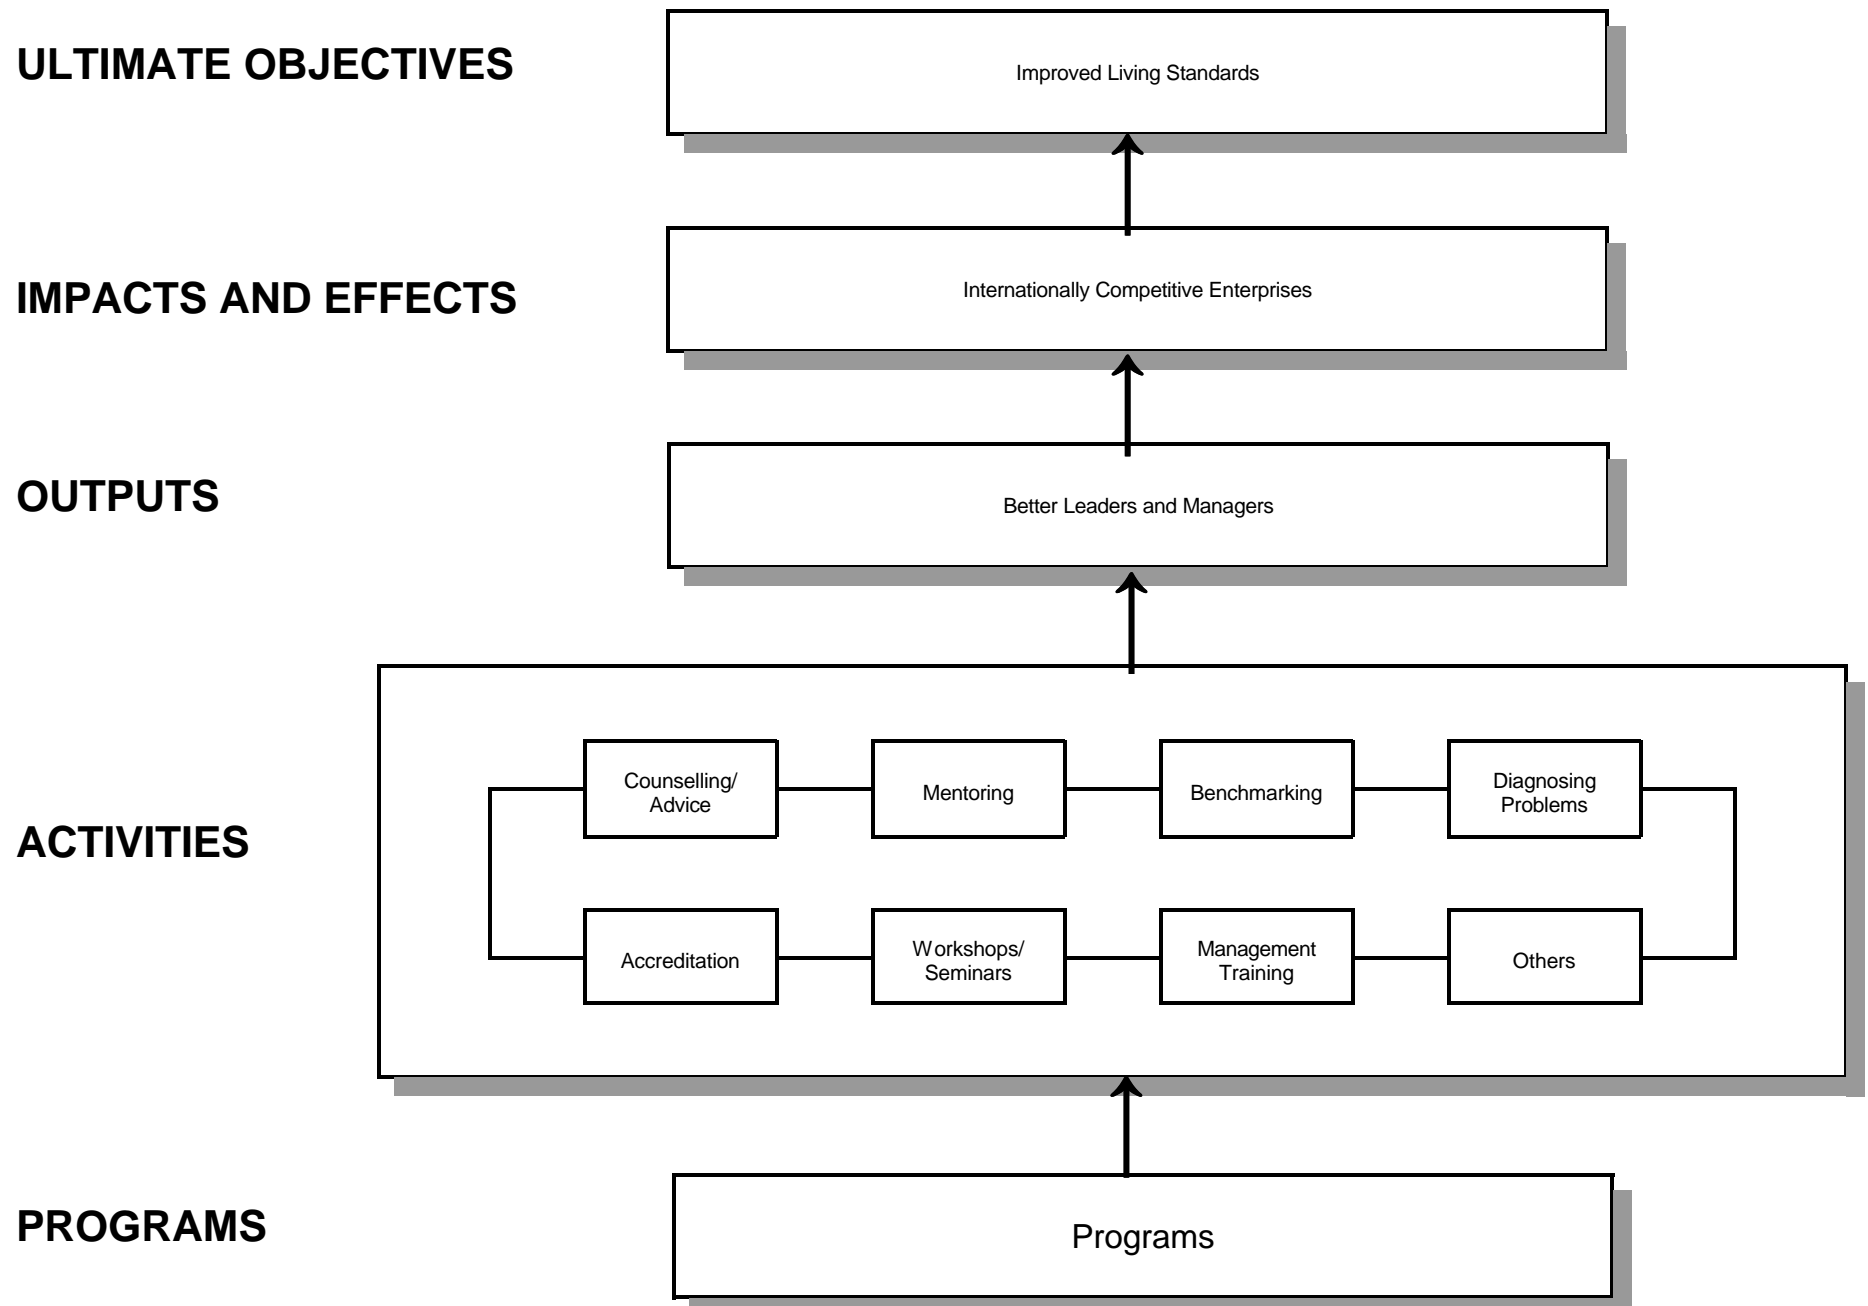 ULTIMATE OBJECTIVES
Improved Living Standards
IMPACTS AND EFFECTS
Internationally Competitive Enterprises
OUTPUTS
Better Leaders and Managers
ACTIVITIES
Counselling/
Advice
Mentoring
Benchmarking
Diagnosing
Problems
Accreditation
Workshops/
Seminars
Management
Training
Others
PROGRAMS
Programs